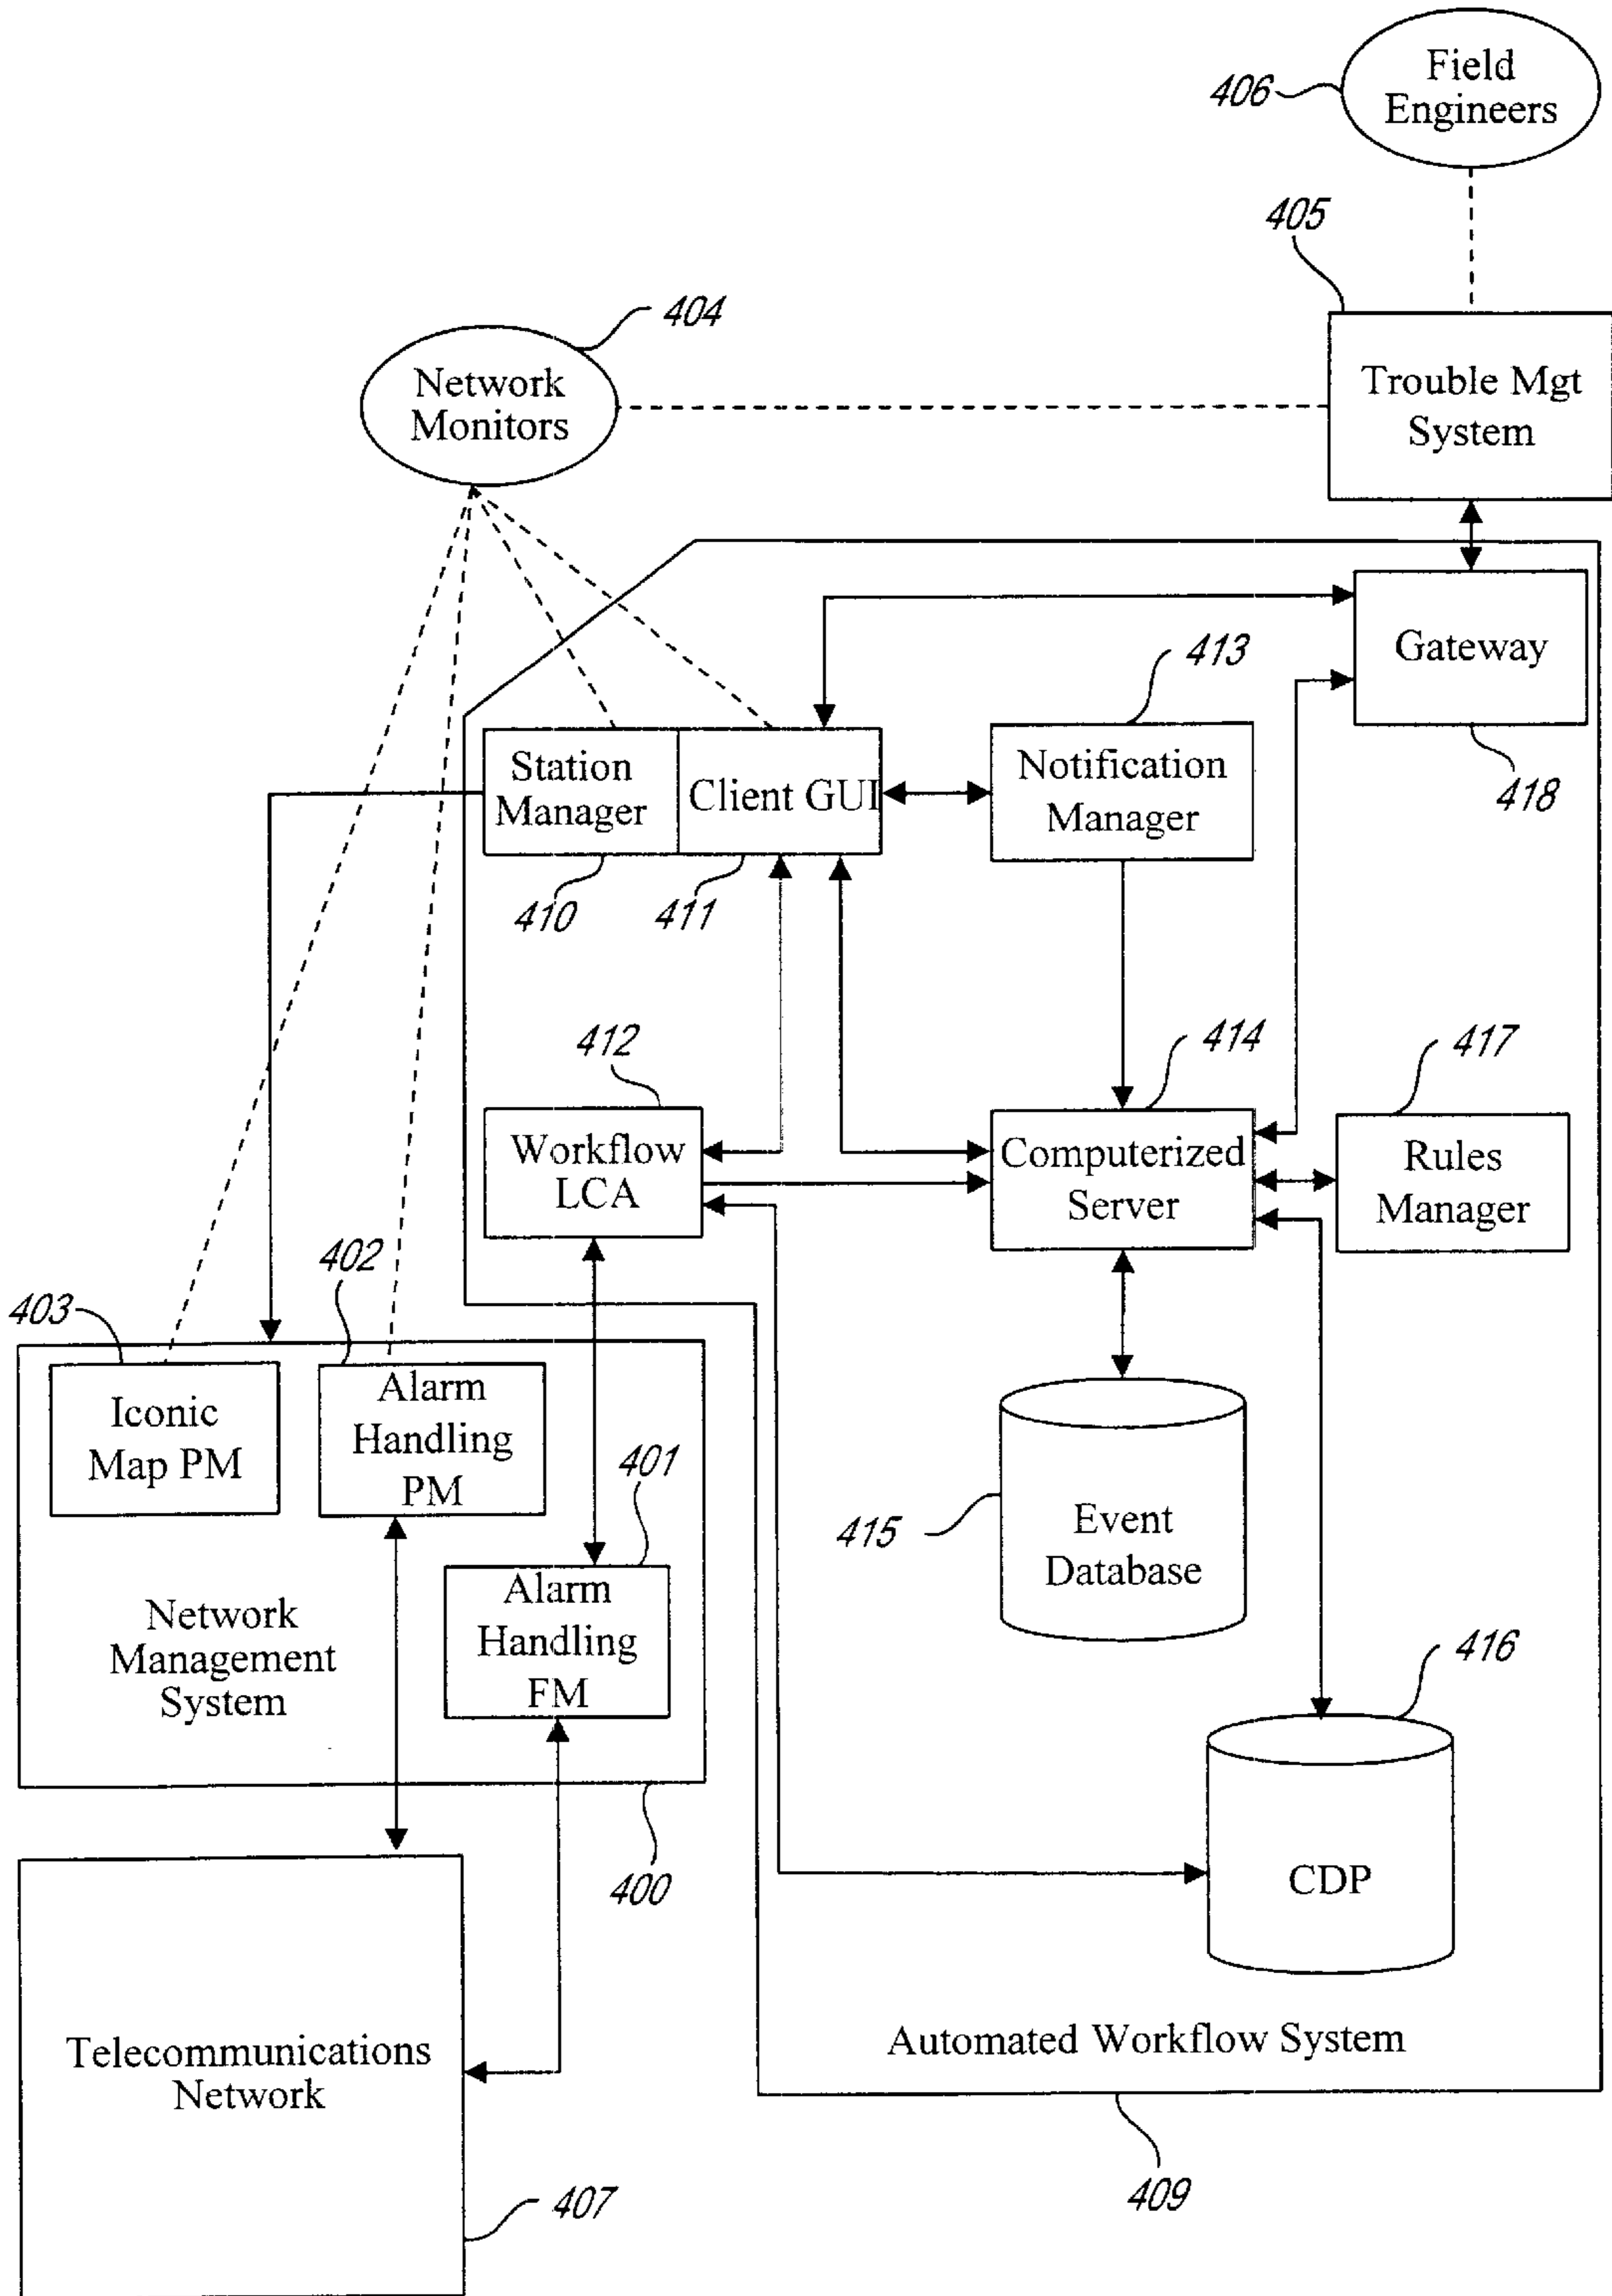 Field
Engineers
406
405
404
Network
Monitors
Trouble Mgt
System
Gateway
413
418
Station
Manager
Client GUI
Notification
Manager
410
411
412
414
417
Workflow
LCA
Computerized
Server
Rules
Manager
403
402
Iconic
Map PM
Alarm
Handling
PM
401
415
Event
Database
Alarm
Handling
FM
Network
Management
System
416
400
CDP
Telecommunications
Network
Automated Workflow System
409
407